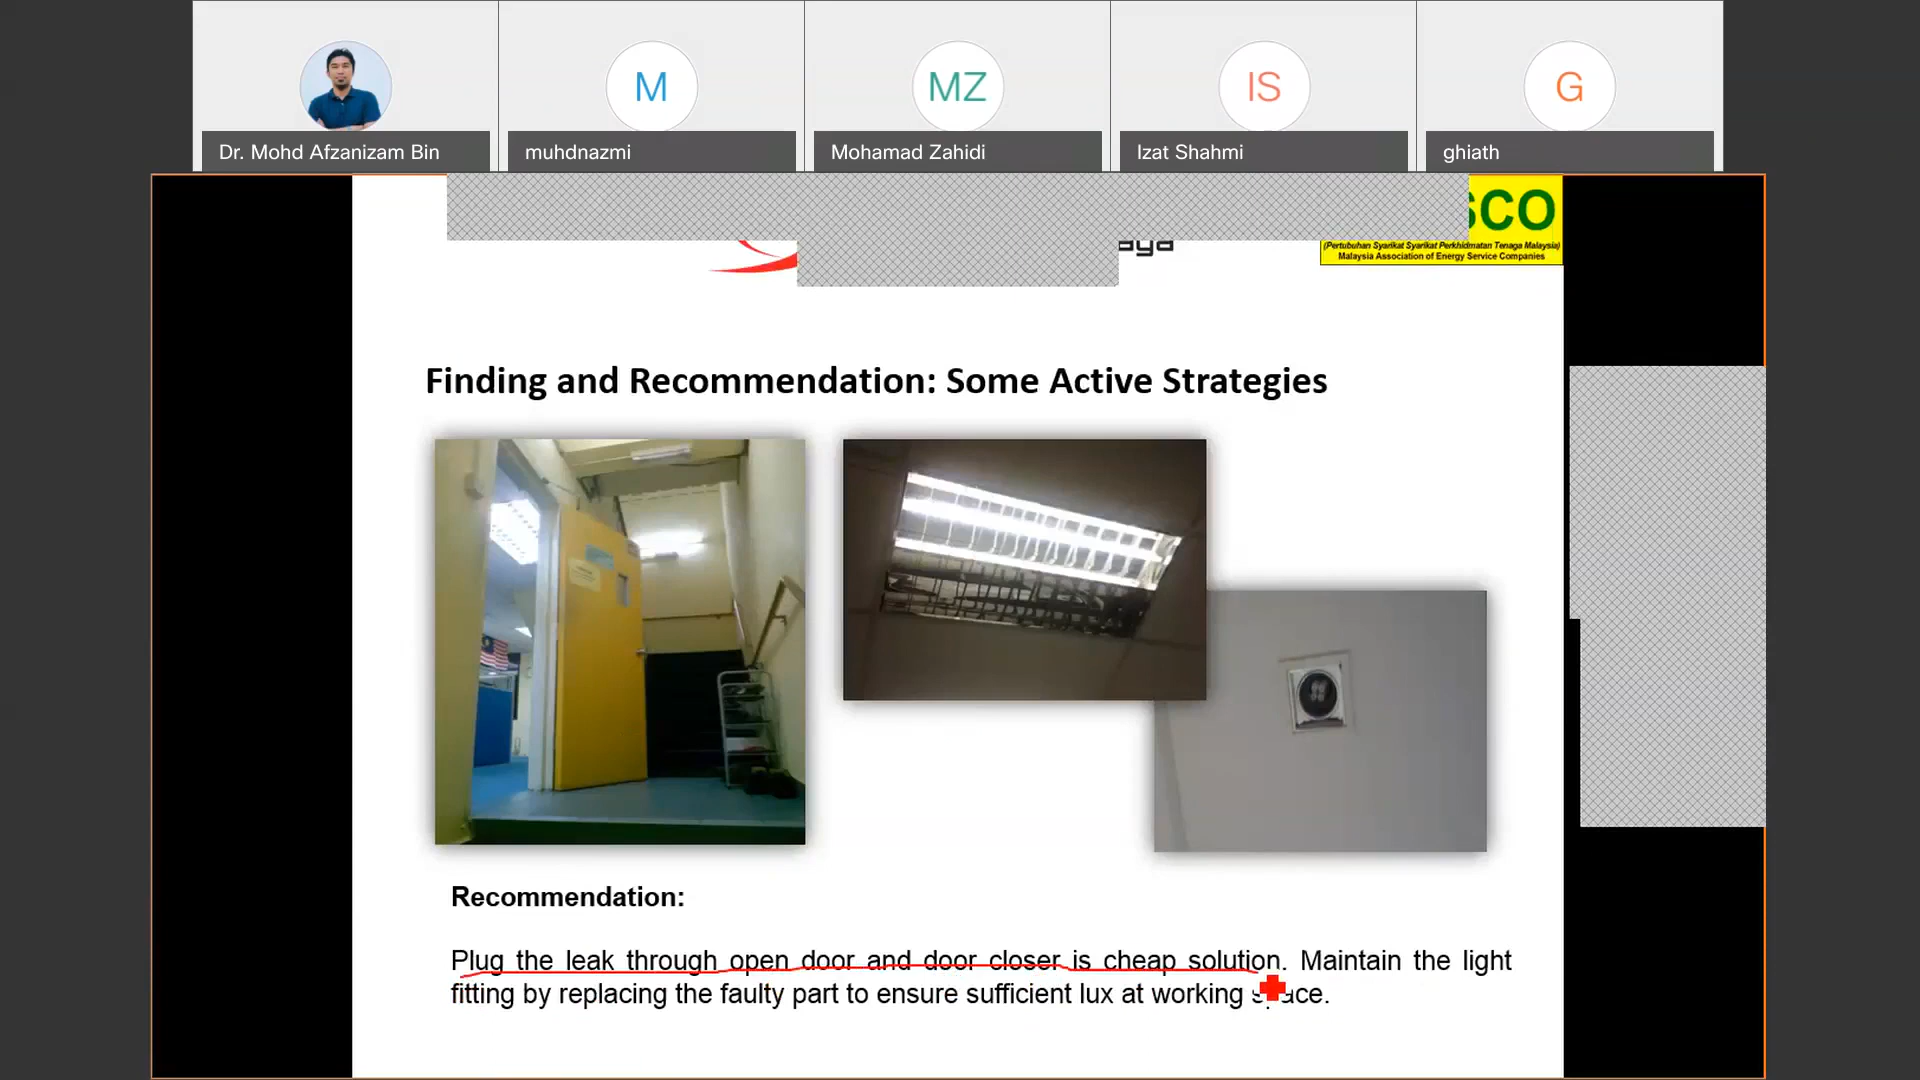 M
MZ
IS
G
Dr. Mohd Afzanizam Bin
muhdnazmi
Mohamad Zahidi
Izat Shahmi
ghiath
SCO
aya
(Pertubuhan Syarikat Syarikat Perkhidmatan Tenaga Malaysia)
Malaysia Association of Energy Service Companies
Finding and Recommendation: Some Active Strategies
Recommendation:
Plug the leak through open door and door closer is cheap solution. Maintain the light
fitting by replacing the faulty part to ensure sufficient lux at working space.